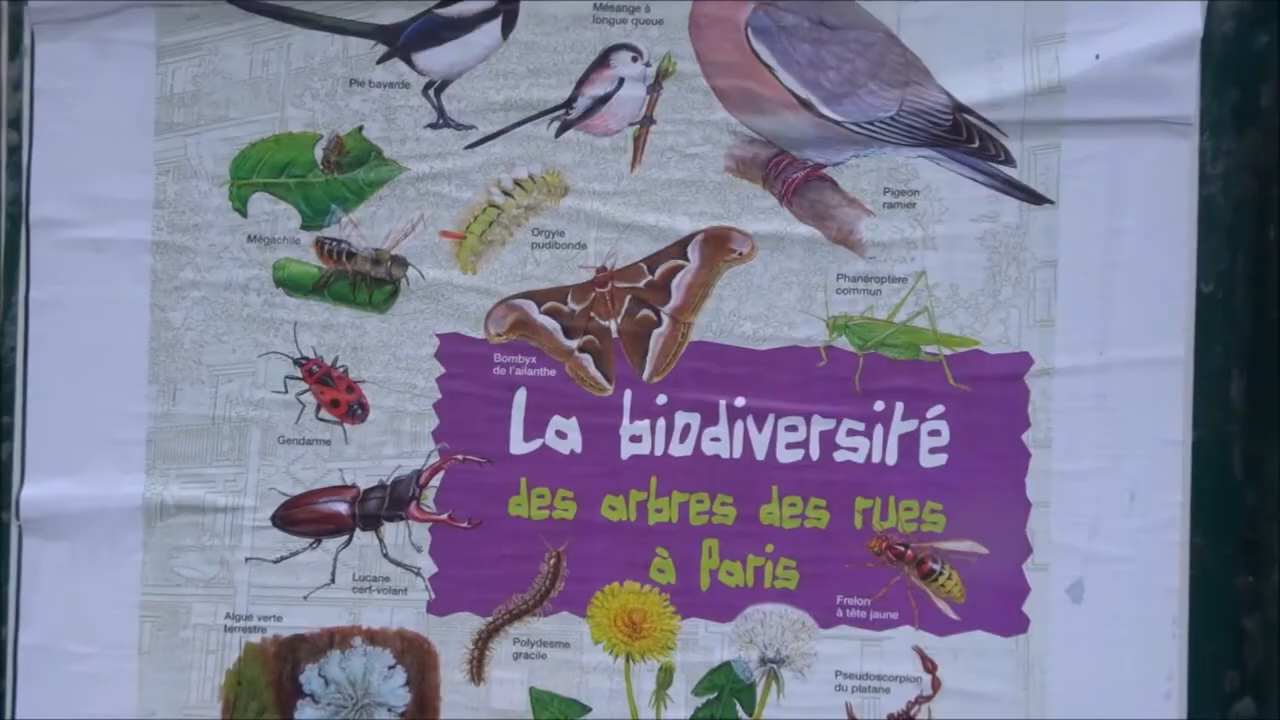 Mésange à
longue queue
Pie bavarde
Pigeon
ramier
Mégachile
Orgyie
pudibonde
Phanéroptère
commun
Bombyx
de l'ailanthe
La biodiversité
des arbres des rues
à Paris
Gendarme
Lucane
cerf-volant
Frelon
à tête jaune
Algue verte
terrestre
Polydesme
gracile
Pseudoscorpion
du platane